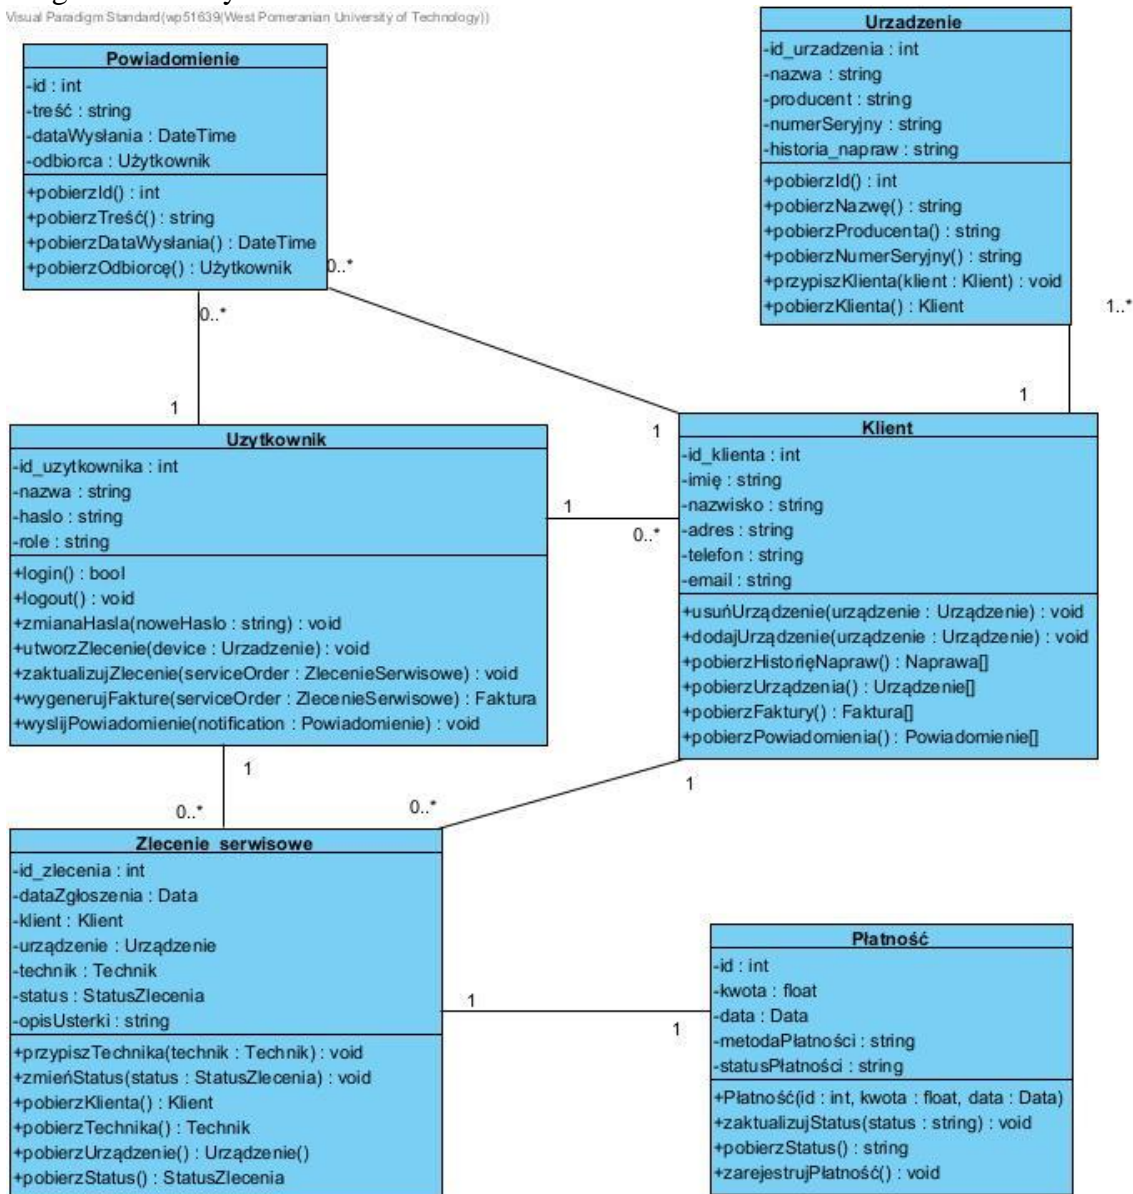 Visual Paradigm Standard(wp51639(West Pomeranian University of Technology))
Powiadomienie
-id : int
-treść : string
-dataWysłania : DateTime
-odbiorca : Użytkownik
+pobierzId() : int
+pobierzTreść() : string
+pobierzDataWysłania() : DateTime
+pobierzOdbiorcę() : Użytkownik
0..*
0..*
1
1
Urzadzenie
-id_urzadzenia : int
-nazwa : string
-producent : string
-numerSeryjny : string
-historia_napraw : string
+pobierzId() : int
+pobierzNazwę() : string
+pobierzProducenta() : string
+pobierzNumerSeryjny() : string
+przypiszKlienta(klient : Klient) : void
+pobierzKlienta() : Klient
1..*
1
Uzytkownik
-id_uzytkownika : int
-nazwa : string
-haslo : string
-role : string
+login() : bool
+logout() : void
+zmianaHasla(noweHaslo : string) : void
+utworzZlecenie(device : Urzadzenie) : void
+zaktualizujZlecenie(serviceOrder : ZlecenieSerwisowe) : void
+wygenerujFakture(serviceOrder : ZlecenieSerwisowe) : Faktura
+wyslijPowiadomienie(notification : Powiadomienie) : void
1
0..*
Klient
-id_klienta : int
-imię : string
-nazwisko : string
-adres : string
-telefon : string
-email : string
+usuńUrządzenie(urządzenie : Urządzenie) : void
+dodajUrządzenie(urządzenie : Urządzenie) : void
+pobierzHistorięNapraw() : Naprawa[]
+pobierzUrządzenia() : Urządzenie[]
+pobierzFaktury() : Faktura[]
+pobierzPowiadomienia() : Powiadomienie[]
1
0..*
0..*
1
Zlecenie_serwisowe
-id_zlecenia : int
-dataZgłoszenia : Data
-klient : Klient
-urządzenie : Urządzenie
-technik : Technik
-status : StatusZlecenia
-opisUsterki : string
+przypiszTechnika(technik : Technik) : void
+zmieńStatus(status : StatusZlecenia) : void
+pobierzKlienta() : Klient
+pobierzTechnika() : Technik
+pobierzUrządzenie() : Urządzenie()
+pobierzStatus() : StatusZlecenia
1
1
Płatność
-id : int
-kwota : float
-data : Data
-metodaPłatności : string
-statusPłatności : string
+Płatność(id : int, kwota : float, data : Data)
+zaktualizujStatus(status : string) : void
+pobierzStatus() : string
+zarejestrujPłatność() : void